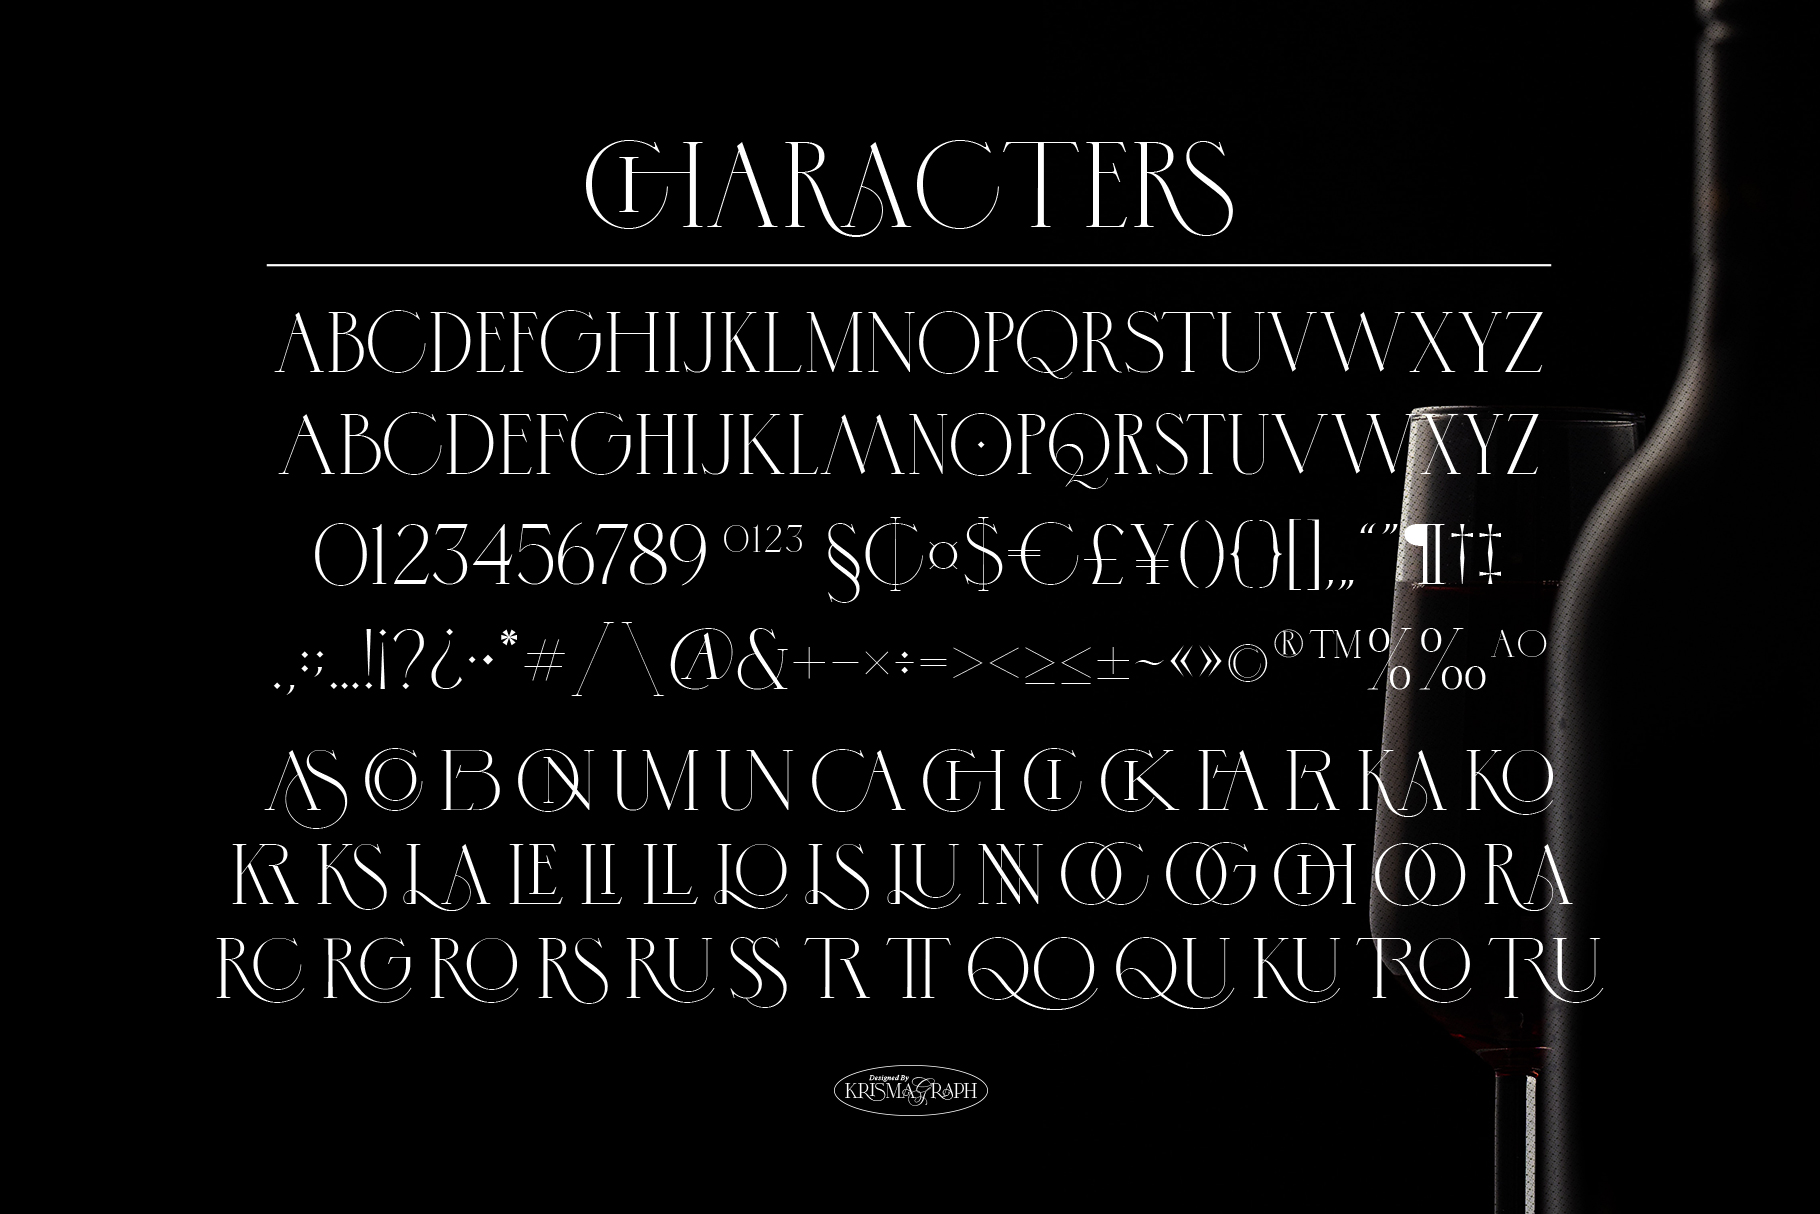 CHARACTERS
ABCDEFGHIJKLMNOPQRSTUVWXYZ
ABCDEFGHIJKLMNOPQRSTUVWXYZ
0123456789 0123 §₵¤$€£¥(){}[]‚„“”¶†‡
.,:;…!¡?¿·•*#/\@&+−×÷=><≥≤±~«»©®™%‰ᴬᴼ
AS CO EB ON UM UN CA CH CI CK EA ER KA KO
KR KS LA LE LI LL LO LS LU NN OC OG OH OO RA
RC RG RO RS RU SS TR TT QO QU KU TRO TRU
Designed By
KRISMAGRAPH